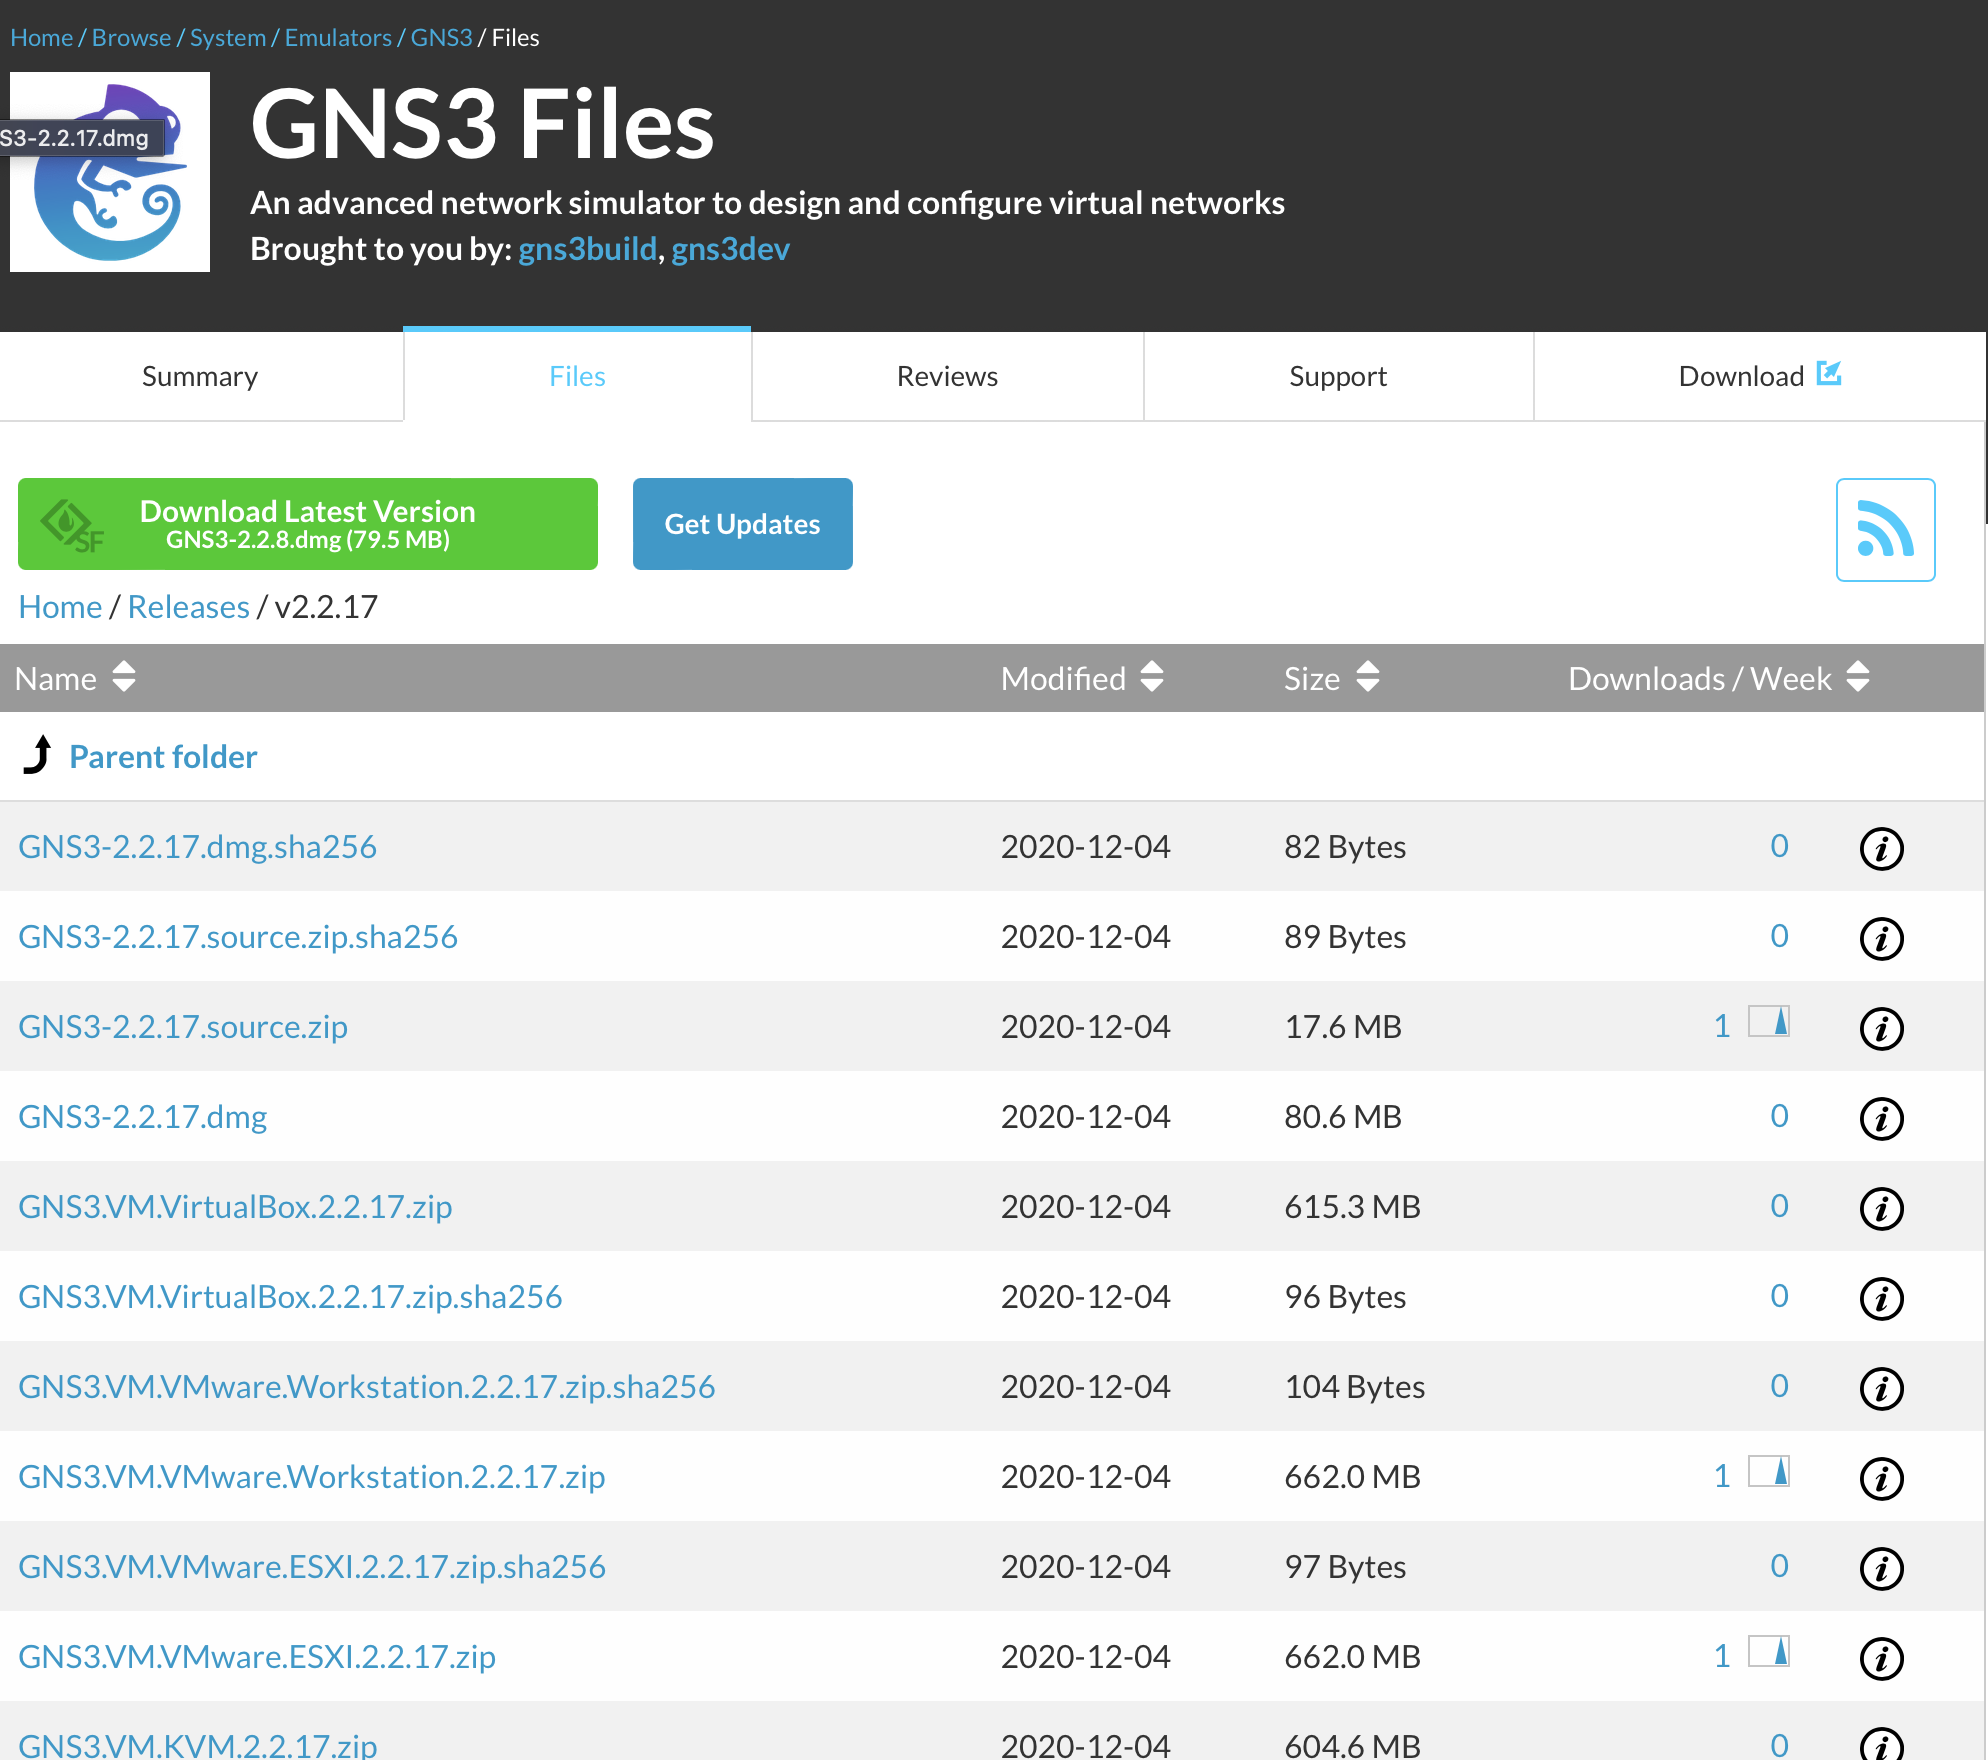 Home / Browse / System / Emulators / GNS3 / Files
S3-2.2.17.dmg
GNS3 Files
An advanced network simulator to design and configure virtual networks
Brought to you by: gns3build, gns3dev
Summary Files Reviews Support Download
Download Latest Version
GNS3-2.2.8.dmg (79.5 MB)
SF
Get Updates
Home / Releases / v2.2.17
Name Modified Size Downloads / Week
Parent folder
GNS3-2.2.17.dmg.sha256 2020-12-04 82 Bytes 0 i
GNS3-2.2.17.source.zip.sha256 2020-12-04 89 Bytes 0 i
GNS3-2.2.17.source.zip 2020-12-04 17.6 MB 1 i
GNS3-2.2.17.dmg 2020-12-04 80.6 MB 0 i
GNS3.VM.VirtualBox.2.2.17.zip 2020-12-04 615.3 MB 0 i
GNS3.VM.VirtualBox.2.2.17.zip.sha256 2020-12-04 96 Bytes 0 i
GNS3.VM.VMware.Workstation.2.2.17.zip.sha256 2020-12-04 104 Bytes 0 i
GNS3.VM.VMware.Workstation.2.2.17.zip 2020-12-04 662.0 MB 1 i
GNS3.VM.VMware.ESXI.2.2.17.zip.sha256 2020-12-04 97 Bytes 0 i
GNS3.VM.VMware.ESXI.2.2.17.zip 2020-12-04 662.0 MB 1 i
GNS3.VM.KVM.2.2.17.zip 2020-12-04 604.6 MB 0 i